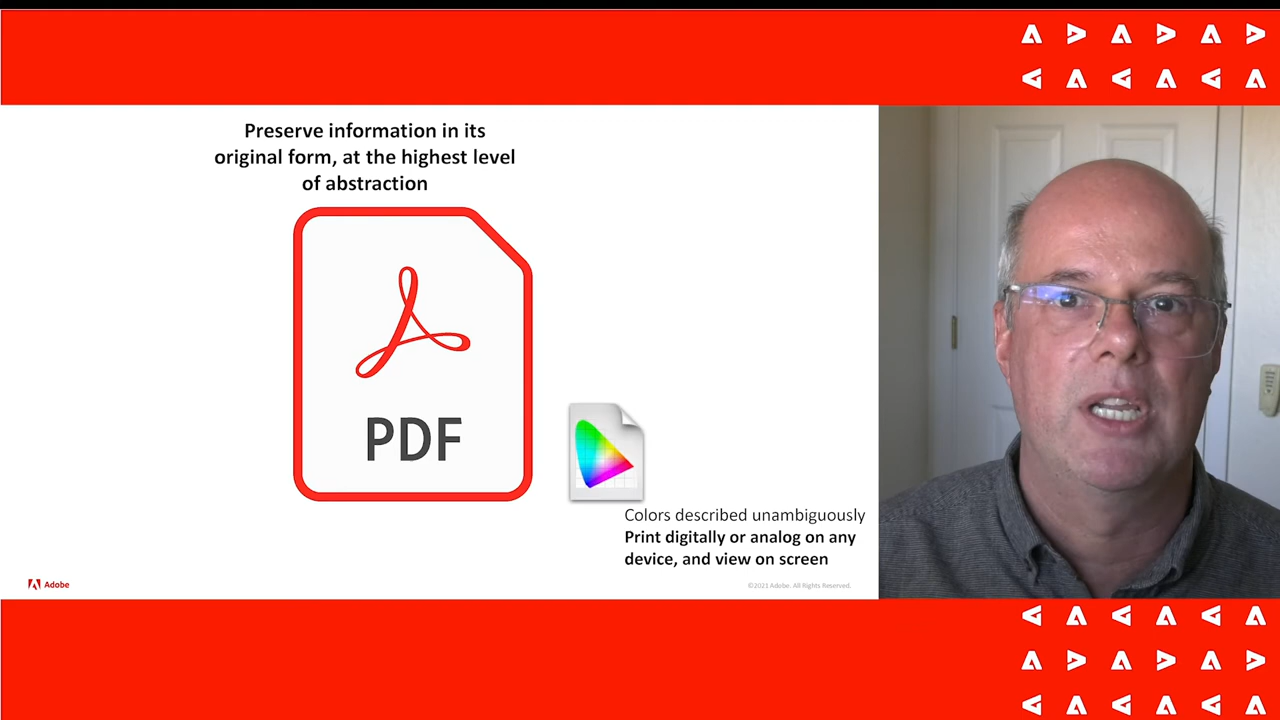 Preserve information in its
original form, at the highest level
of abstraction
PDF
Colors described unambiguously
Print digitally or analog on any
device, and view on screen
Adobe
©2021 Adobe. All Rights Reserved.